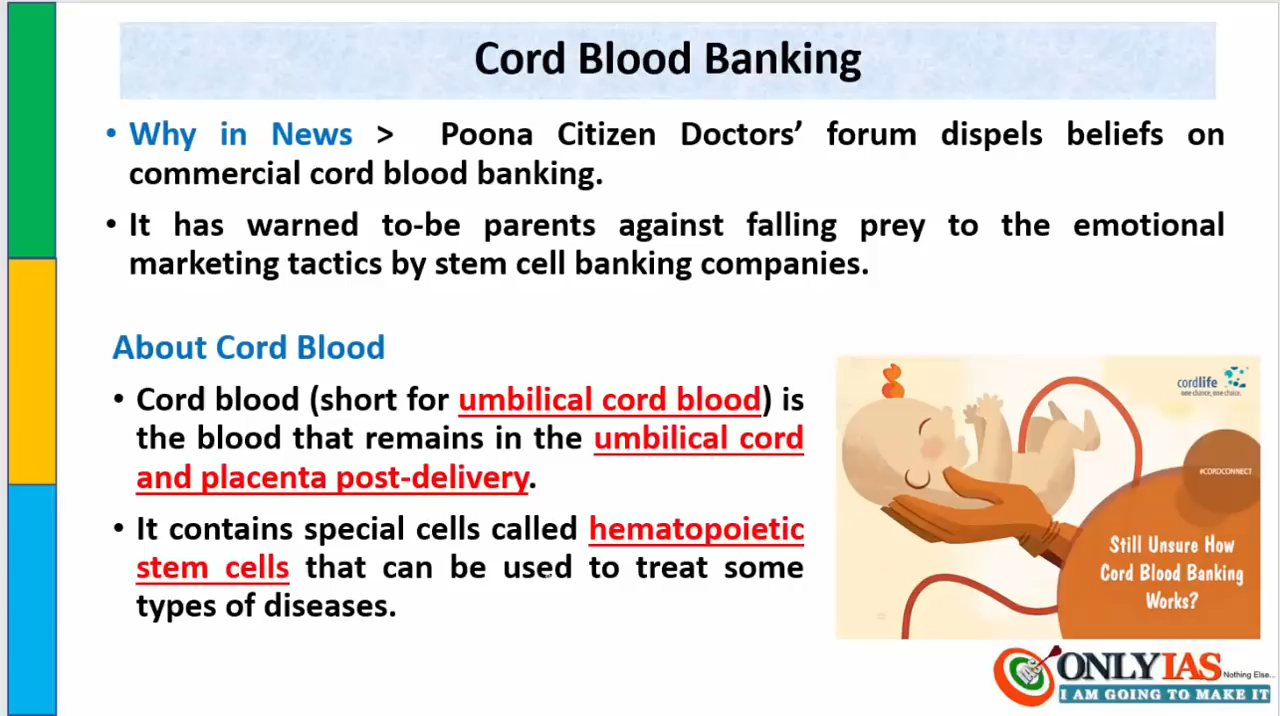 Cord Blood Banking
• Why in News > Poona Citizen Doctors’ forum dispels beliefs on
commercial cord blood banking.
• It has warned to-be parents against falling prey to the emotional
marketing tactics by stem cell banking companies.
About Cord Blood
• Cord blood (short for umbilical cord blood) is
the blood that remains in the umbilical cord
and placenta post-delivery.
• It contains special cells called hematopoietic
stem cells that can be used to treat some
types of diseases.
cordlife
one chance, one choice.
#CORDCONNECT
Still Unsure How
Cord Blood Banking
Works?
ONLYIAS
Nothing Else...
I AM GOING TO MAKE IT